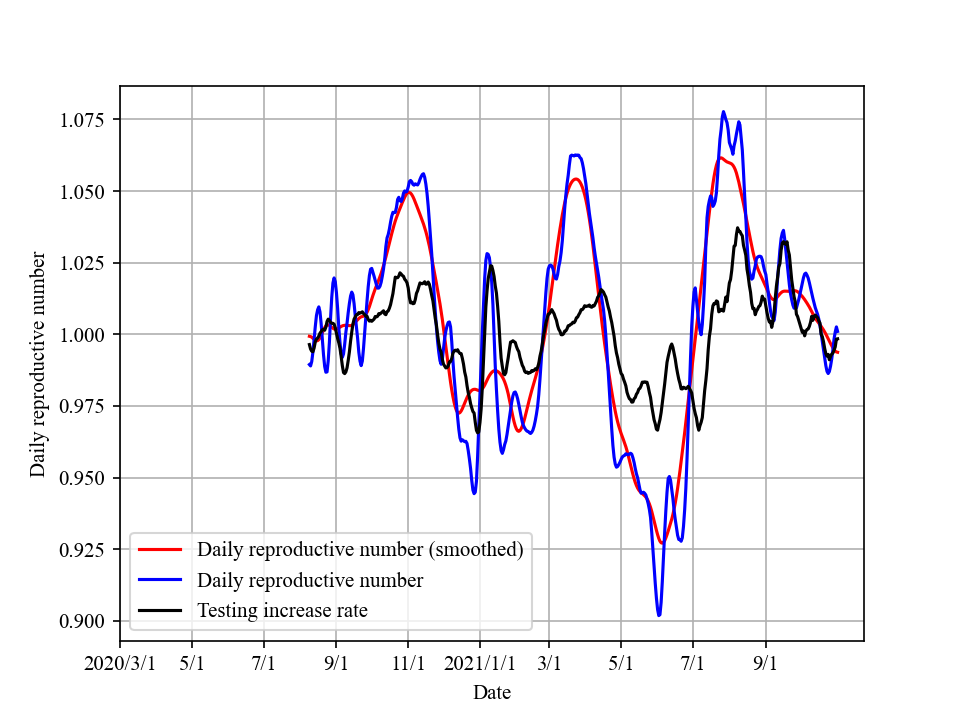 1.075
1.050
1.025
1.000
0.975
0.950
0.925
0.900
Daily reproductive number
Daily reproductive number (smoothed)
Daily reproductive number
Testing increase rate
2020/3/1 5/1 7/1 9/1 11/1 2021/1/1 3/1 5/1 7/1 9/1
Date